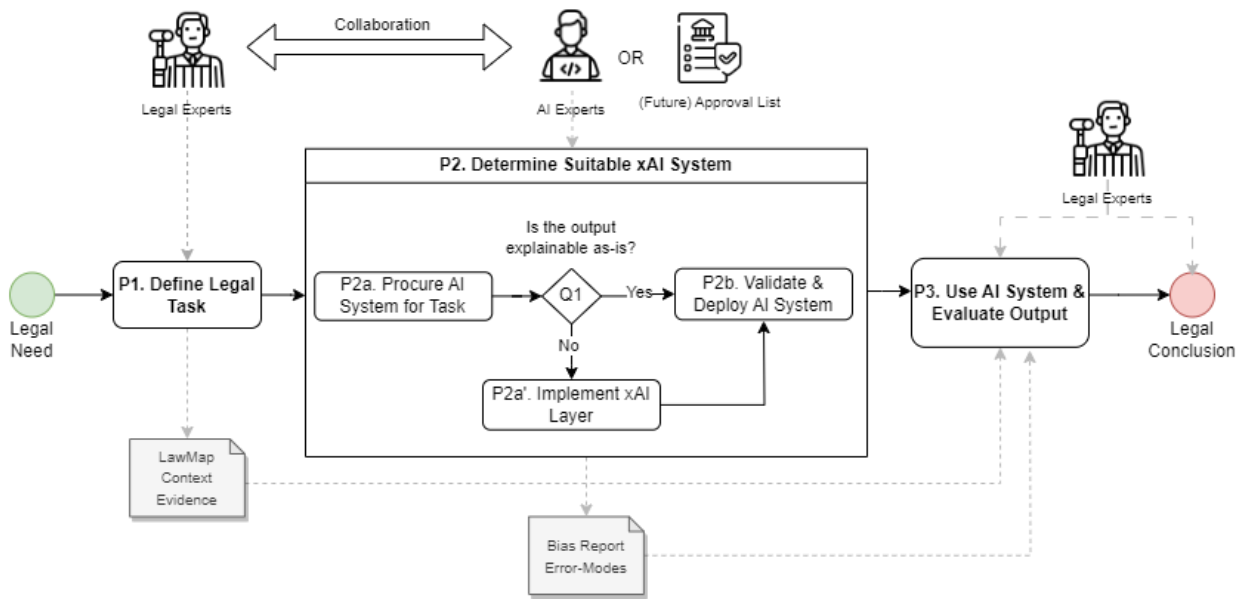 Collaboration
OR
Legal Experts
AI Experts
(Future) Approval List
</>
P2. Determine Suitable xAI System
Legal Experts
Is the output
explainable as-is?
P1. Define Legal
Task
P2a. Procure AI
System for Task
Q1
Yes
P2b. Validate &
Deploy AI System
P3. Use AI System &
Evaluate Output
Legal
Need
Legal
Conclusion
No
P2a'. Implement xAI
Layer
LawMap
Context
Evidence
Bias Report
Error-Modes